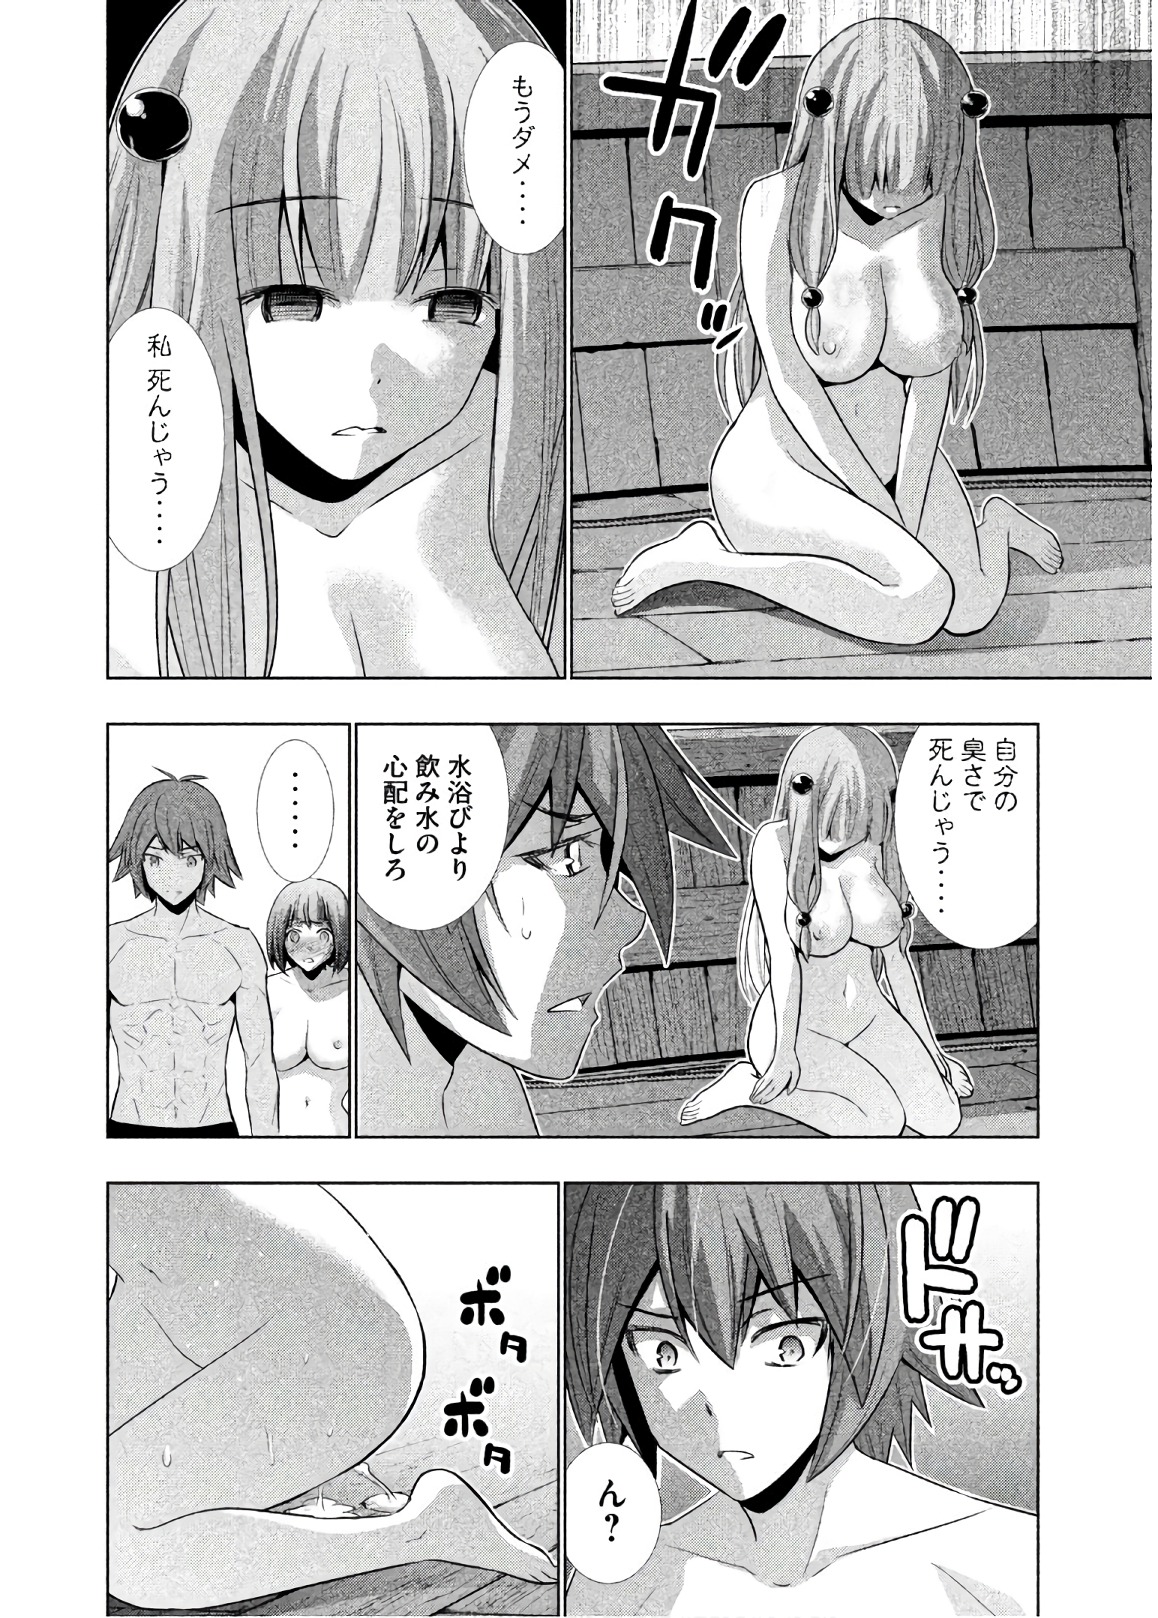 ガクッ
もうダメ‥‥
私 死んじゃう‥‥
自分の
臭さで
死んじゃう‥‥
水浴びより
飲み水の
心配をしろ
‥‥‥
ドサッ
ん？
ボタ
ボタ